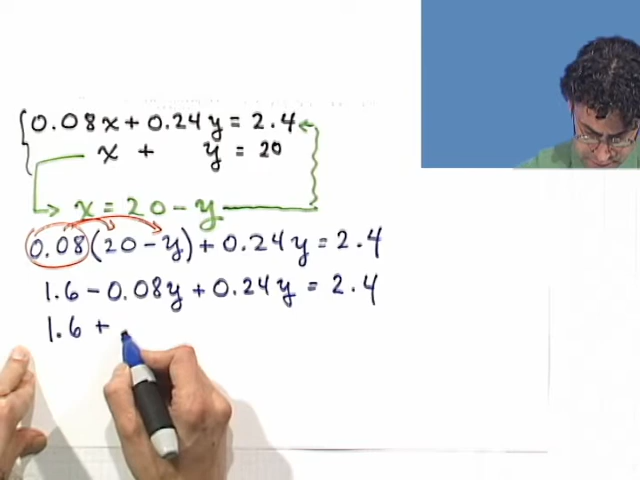 0.08x + 0.24y = 2.4
x + y = 20
x = 20 - y
0.08(20 - y) + 0.24y = 2.4
1.6 - 0.08y + 0.24y = 2.4
1.6 +